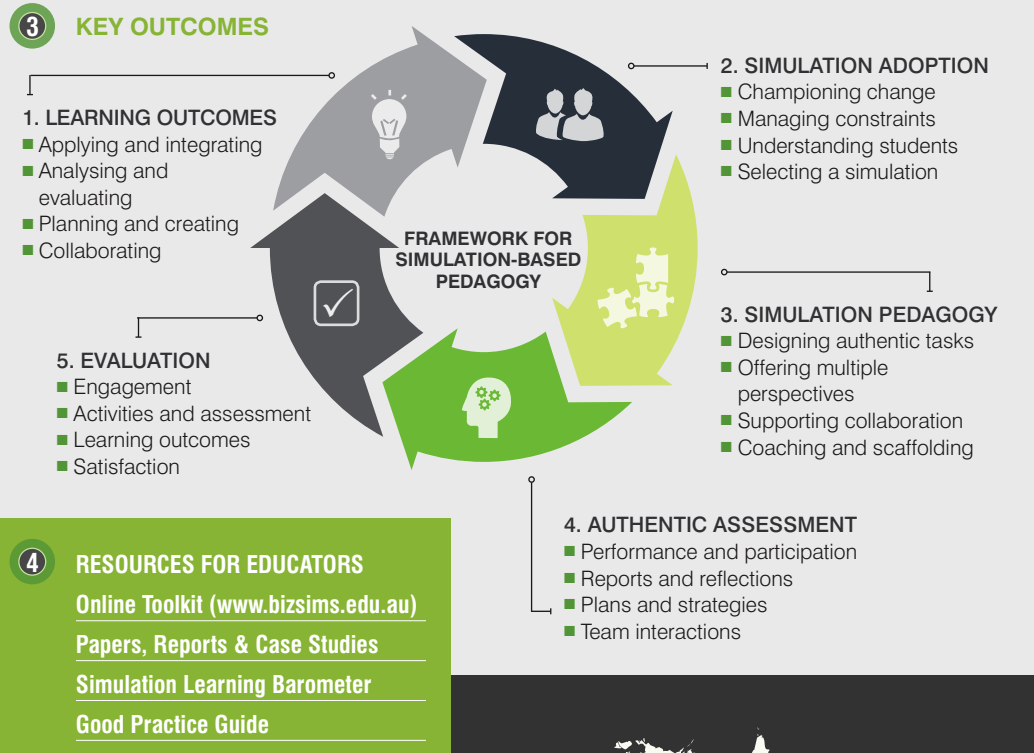 3 KEY OUTCOMES
1. LEARNING OUTCOMES
■ Applying and integrating
■ Analysing and
evaluating
■ Planning and creating
■ Collaborating
2. SIMULATION ADOPTION
■ Championing change
■ Managing constraints
■ Understanding students
■ Selecting a simulation
FRAMEWORK FOR
SIMULATION-BASED
PEDAGOGY
3. SIMULATION PEDAGOGY
■ Designing authentic tasks
■ Offering multiple
perspectives
■ Supporting collaboration
■ Coaching and scaffolding
5. EVALUATION
■ Engagement
■ Activities and assessment
■ Learning outcomes
■ Satisfaction
4. AUTHENTIC ASSESSMENT
■ Performance and participation
■ Reports and reflections
■ Plans and strategies
■ Team interactions
4 RESOURCES FOR EDUCATORS
Online Toolkit (www.bizsims.edu.au)
Papers, Reports & Case Studies
Simulation Learning Barometer
Good Practice Guide